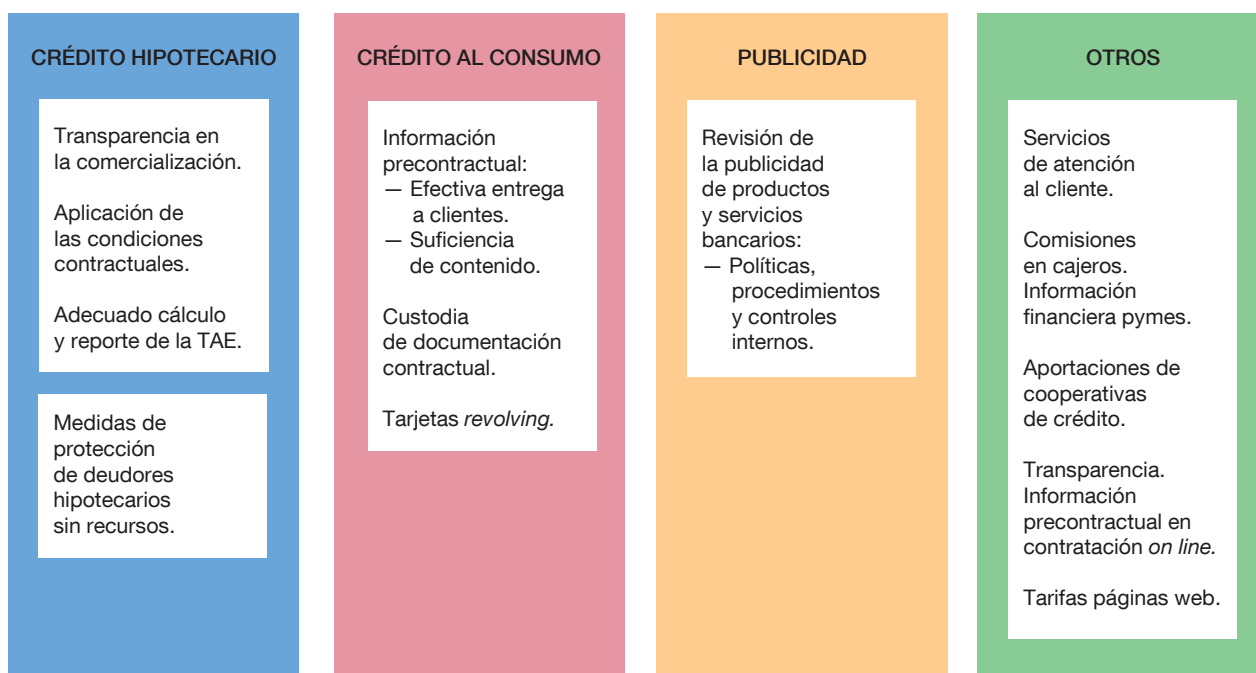 CRÉDITO HIPOTECARIO
Transparencia en
la comercialización.
Aplicación de
las condiciones
contractuales.
Adecuado cálculo
y reporte de la TAE.
Medidas de
protección
de deudores
hipotecarios
sin recursos.
CRÉDITO AL CONSUMO
Información
precontractual:
— Efectiva entrega
a clientes.
— Suficiencia
de contenido.
Custodia
de documentación
contractual.
Tarjetas revolving.
PUBLICIDAD
Revisión de
la publicidad
de productos
y servicios
bancarios:
— Políticas,
procedimientos
y controles
internos.
OTROS
Servicios
de atención
al cliente.
Comisiones
en cajeros.
Información
financiera pymes.
Aportaciones de
cooperativas
de crédito.
Transparencia.
Información
precontractual en
contratación on line.
Tarifas páginas web.